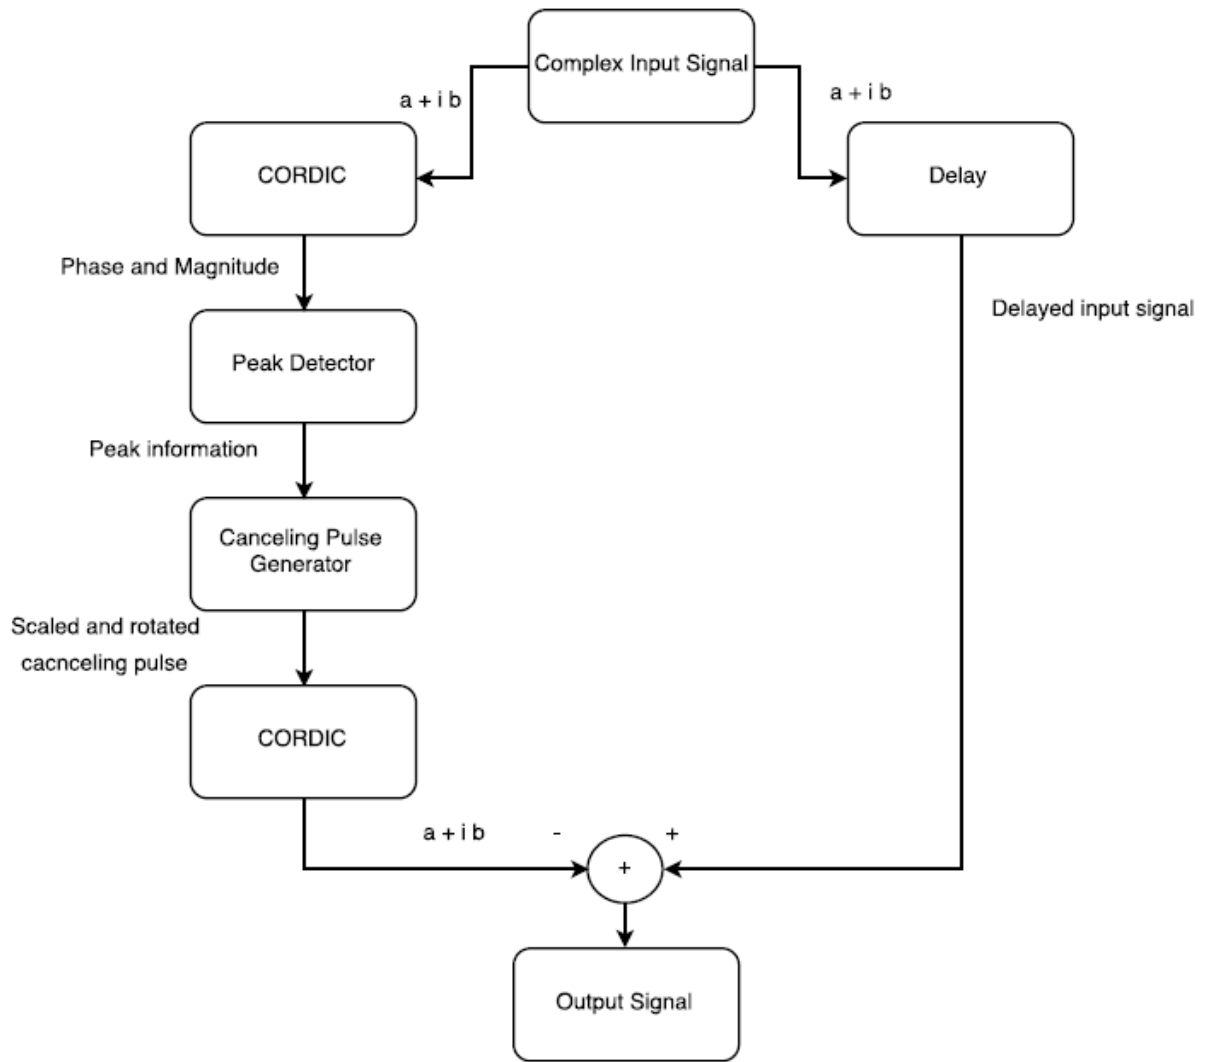 Complex Input Signal
a + i b
a + i b
CORDIC
Delay
Phase and Magnitude
Delayed input signal
Peak Detector
Peak information
Canceling Pulse
Generator
Scaled and rotated
cacnceling pulse
CORDIC
a + i b
-
+
+
Output Signal